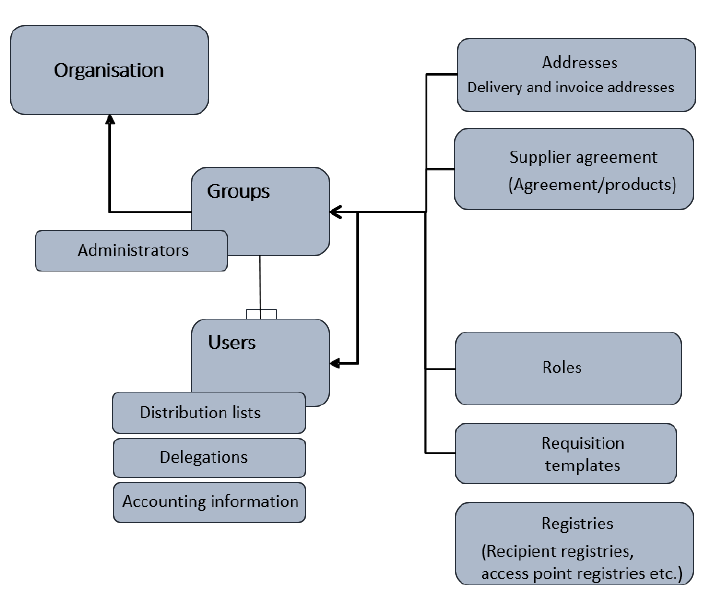 Organisation
Groups
Administrators
Users
Distribution lists
Delegations
Accounting information
Addresses
Delivery and invoice addresses
Supplier agreement
(Agreement/products)
Roles
Requisition
templates
Registries
(Recipient registries,
access point registries etc.)